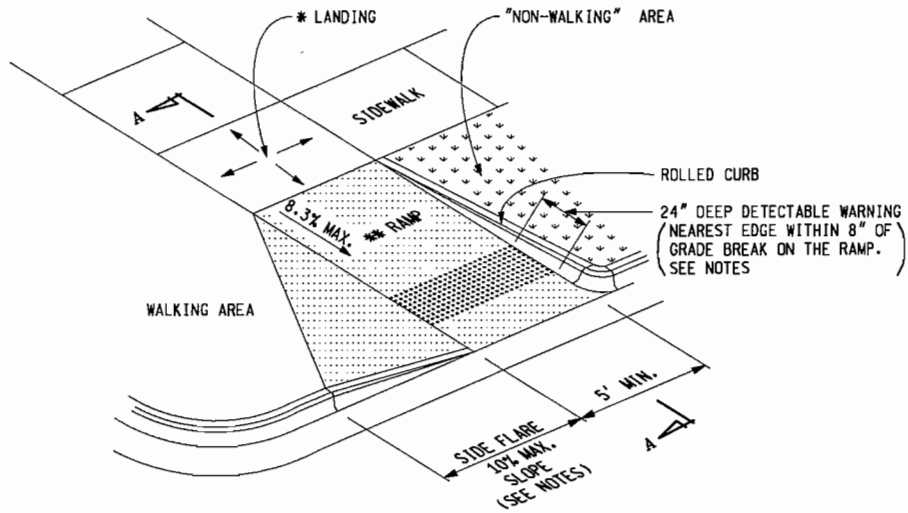 * LANDING
"NON-WALKING" AREA
A
SIDEWALK
ROLLED CURB
8.3% MAX.
** RAMP
24" DEEP DETECTABLE WARNING
(NEAREST EDGE WITHIN 8" OF
GRADE BREAK ON THE RAMP.
SEE NOTES)
WALKING AREA
5' MIN.
SIDE FLARE
10% MAX.
SLOPE
(SEE NOTES)
A